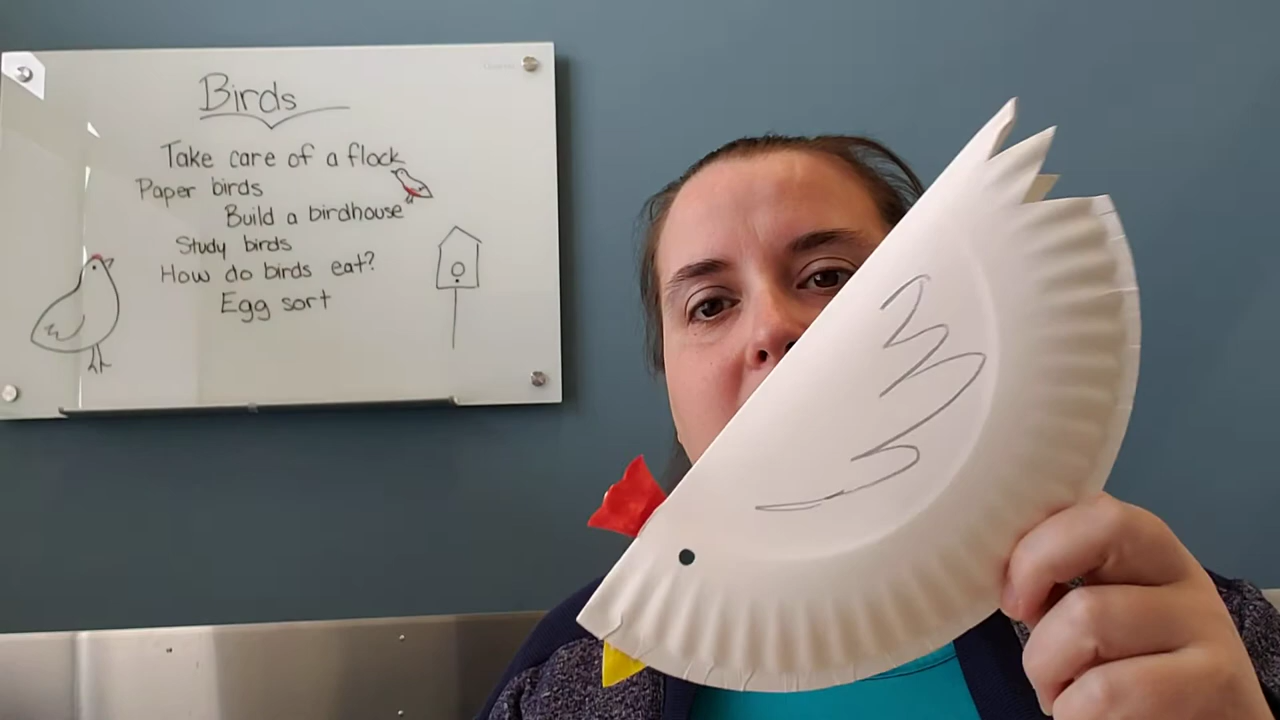 Birds
Take care of a flock
Paper birds
Build a birdhouse
Study birds
How do birds eat?
Egg sort